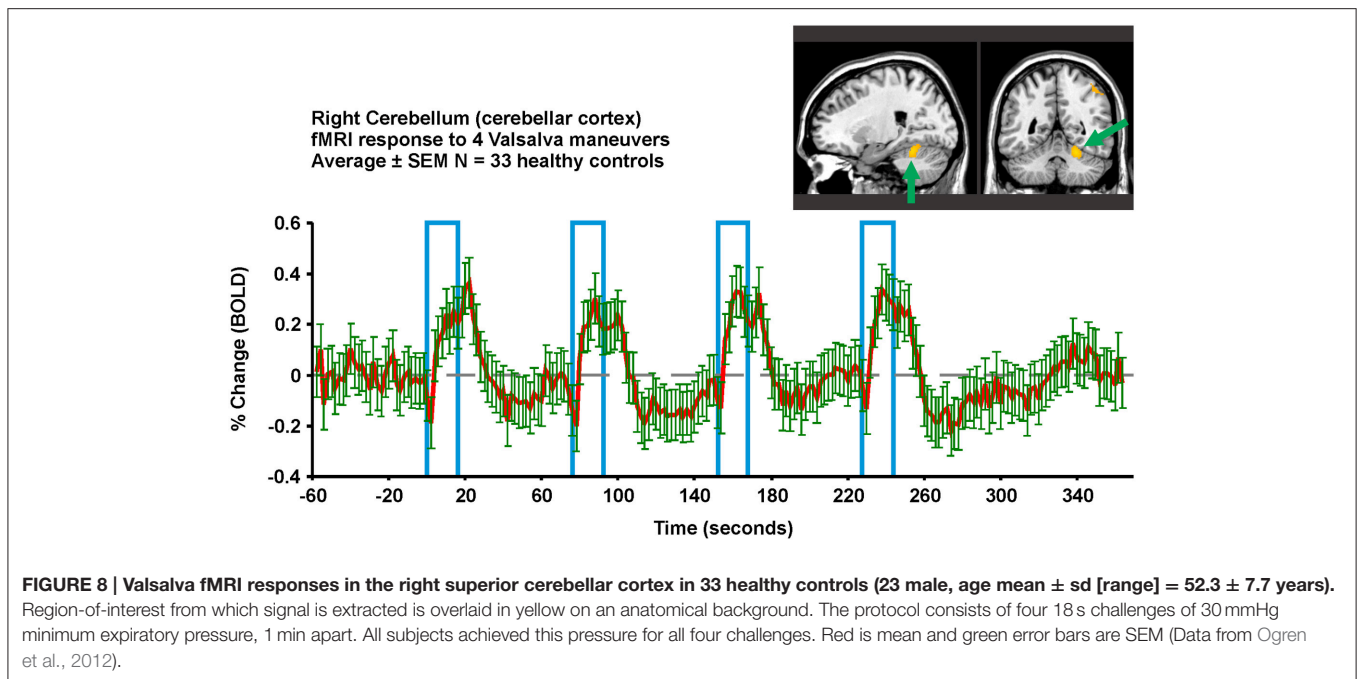 Right Cerebellum (cerebellar cortex)
fMRI response to 4 Valsalva maneuvers
Average ± SEM N = 33 healthy controls
% Change (BOLD)
0.6
0.4
0.2
0
-0.2
-0.4
-60 -20 20 60 100 140 180 220 260 300 340
Time (seconds)
FIGURE 8 | Valsalva fMRI responses in the right superior cerebellar cortex in 33 healthy controls (23 male, age mean ± sd [range] = 52.3 ± 7.7 years).
Region-of-interest from which signal is extracted is overlaid in yellow on an anatomical background. The protocol consists of four 18 s challenges of 30 mmHg
minimum expiratory pressure, 1 min apart. All subjects achieved this pressure for all four challenges. Red is mean and green error bars are SEM (Data from Ogren
et al., 2012).